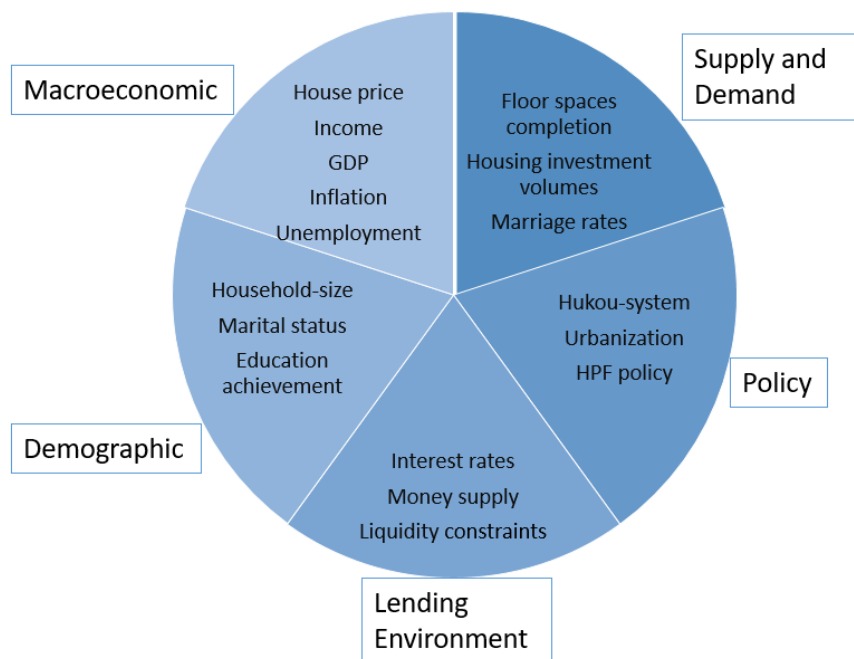 Macroeconomic
House price
Income
GDP
Inflation
Unemployment
Supply and
Demand
Floor spaces
completion
Housing investment
volumes
Marriage rates
Hukou-system
Urbanization
HPF policy
Policy
Household-size
Marital status
Education
achievement
Demographic
Interest rates
Money supply
Liquidity constraints
Lending
Environment